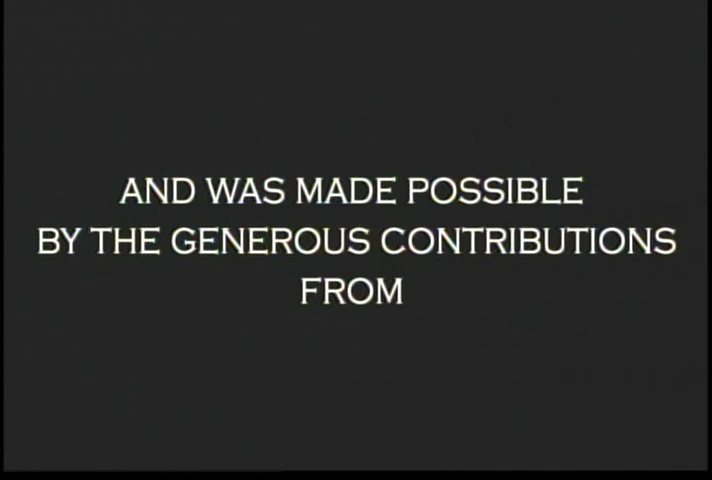 AND WAS MADE POSSIBLE
BY THE GENEROUS CONTRIBUTIONS
FROM